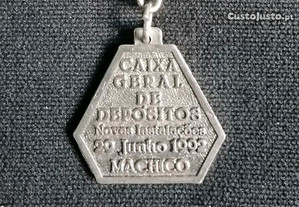 CustoJusto.pt
CAIXA
GERAL
DE
DEPOSITOS
Novas Instalações
29 Junho 1992
MACHICO